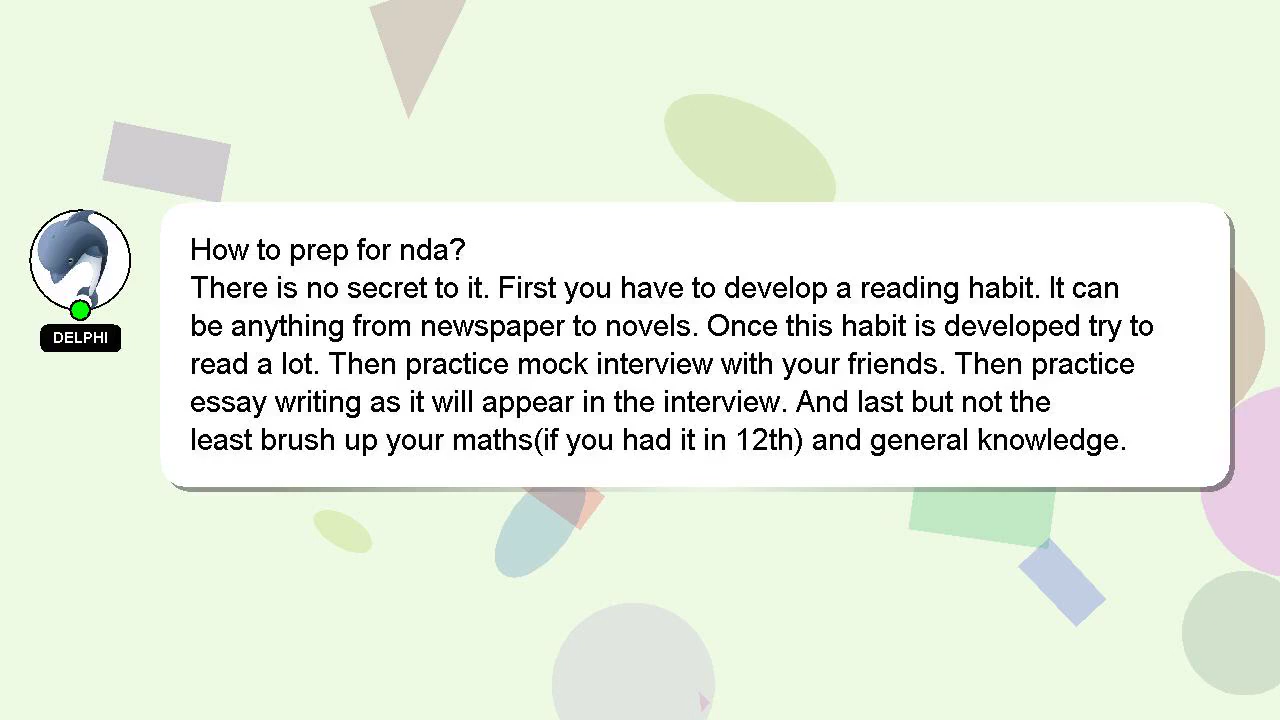 How to prep for nda?
There is no secret to it. First you have to develop a reading habit. It can
be anything from newspaper to novels. Once this habit is developed try to
read a lot. Then practice mock interview with your friends. Then practice
essay writing as it will appear in the interview. And last but not the
least brush up your maths(if you had it in 12th) and general knowledge.
DELPHI